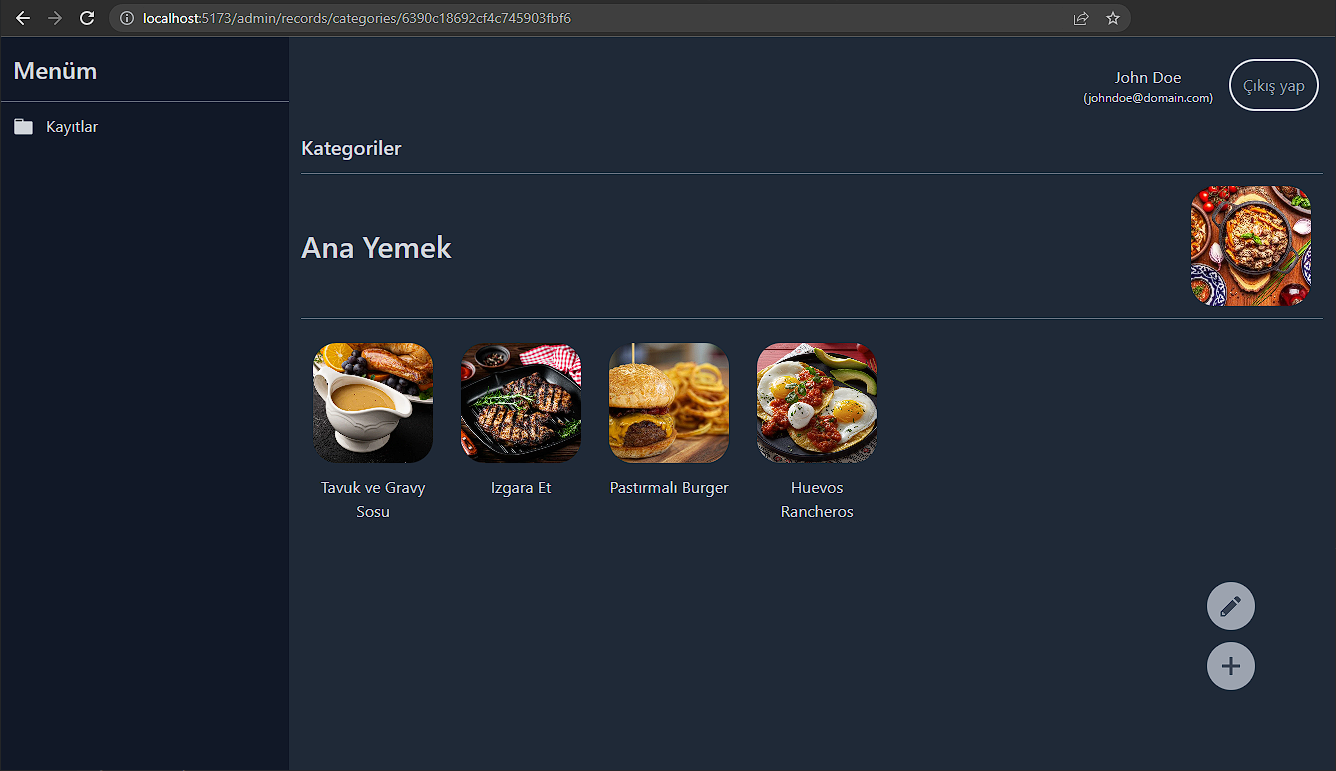 localhost:5173/admin/records/categories/6390c18692cf4c745903fbf6
Menüm
Kayıtlar
John Doe
(johndoe@domain.com)
Çıkış yap
Kategoriler
Ana Yemek
Tavuk ve Gravy
Sosu
Izgara Et
Pastırmalı Burger
Huevos
Rancheros